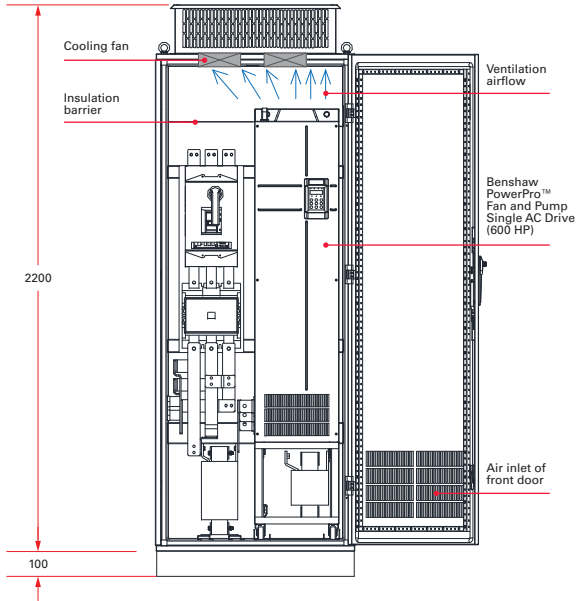 Cooling fan
Insulation
barrier
Ventilation
airflow
Benshaw
PowerPro™
Fan and Pump
Single AC Drive
(600 HP)
2200
Air inlet of
front door
100